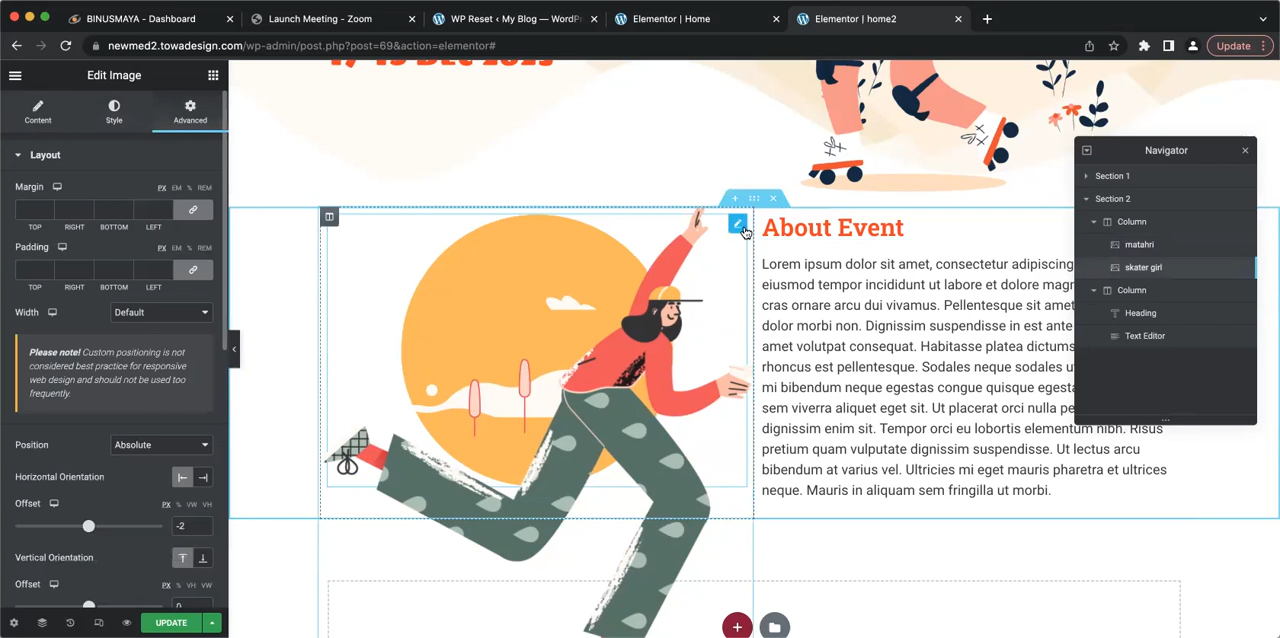 BINUSMAYA - Dashboard
Launch Meeting - Zoom
WP Reset ‹ My Blog — WordPr
Elementor | Home
Elementor | home2
newmed2.towadesign.com/wp-admin/post.php?post=69&action=elementor#
Update
Edit Image
Content
Style
Advanced
Layout
Margin
PX EM % REM
TOP RIGHT BOTTOM LEFT
Padding
PX EM % REM
TOP RIGHT BOTTOM LEFT
Width
Default
Please note! Custom positioning is not
considered best practice for responsive
web design and should not be used too
frequently.
Position
Absolute
Horizontal Orientation
Offset
PX % VW VH
-2
Vertical Orientation
Offset
PX % VH VW
0
UPDATE
About Event
Lorem ipsum dolor sit amet, consectetur adipiscing
eiusmod tempor incididunt ut labore et dolore mag
cras ornare arcu dui vivamus. Pellentesque sit amet
dolor morbi non. Dignissim suspendisse in est ante
amet volutpat consequat. Habitasse platea dictums
rhoncus est pellentesque. Sodales neque sodales u
mi bibendum neque egestas congue quisque egest
sem viverra aliquet eget sit. Ut placerat orci nulla pe
dignissim enim sit. Tempor orci eu lobortis elementum nibh. Risus
pretium quam vulputate dignissim suspendisse. Ut lectus arcu
bibendum at varius vel. Ultricies mi eget mauris pharetra et ultrices
neque. Mauris in aliquam sem fringilla ut morbi.
Navigator
Section 1
Section 2
Column
matahri
skater girl
Column
Heading
Text Editor